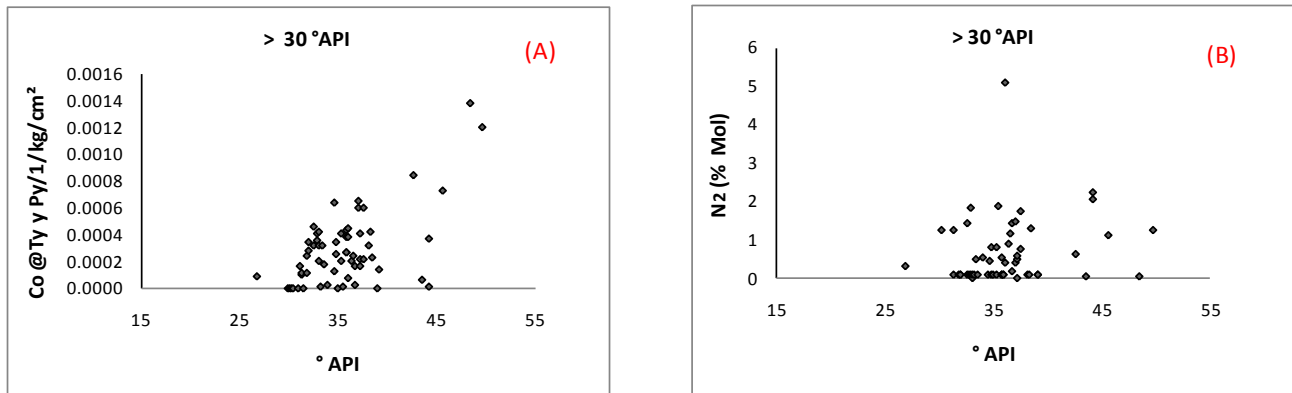 > 30 °API
(A)
Co @Ty y Py/1/kg/cm²
0.0016
0.0014
0.0012
0.0010
0.0008
0.0006
0.0004
0.0002
0.0000
15 25 35 45 55
° API
> 30 °API
(B)
N2 (% Mol)
6
5
4
3
2
1
0
15 25 35 45 55
° API